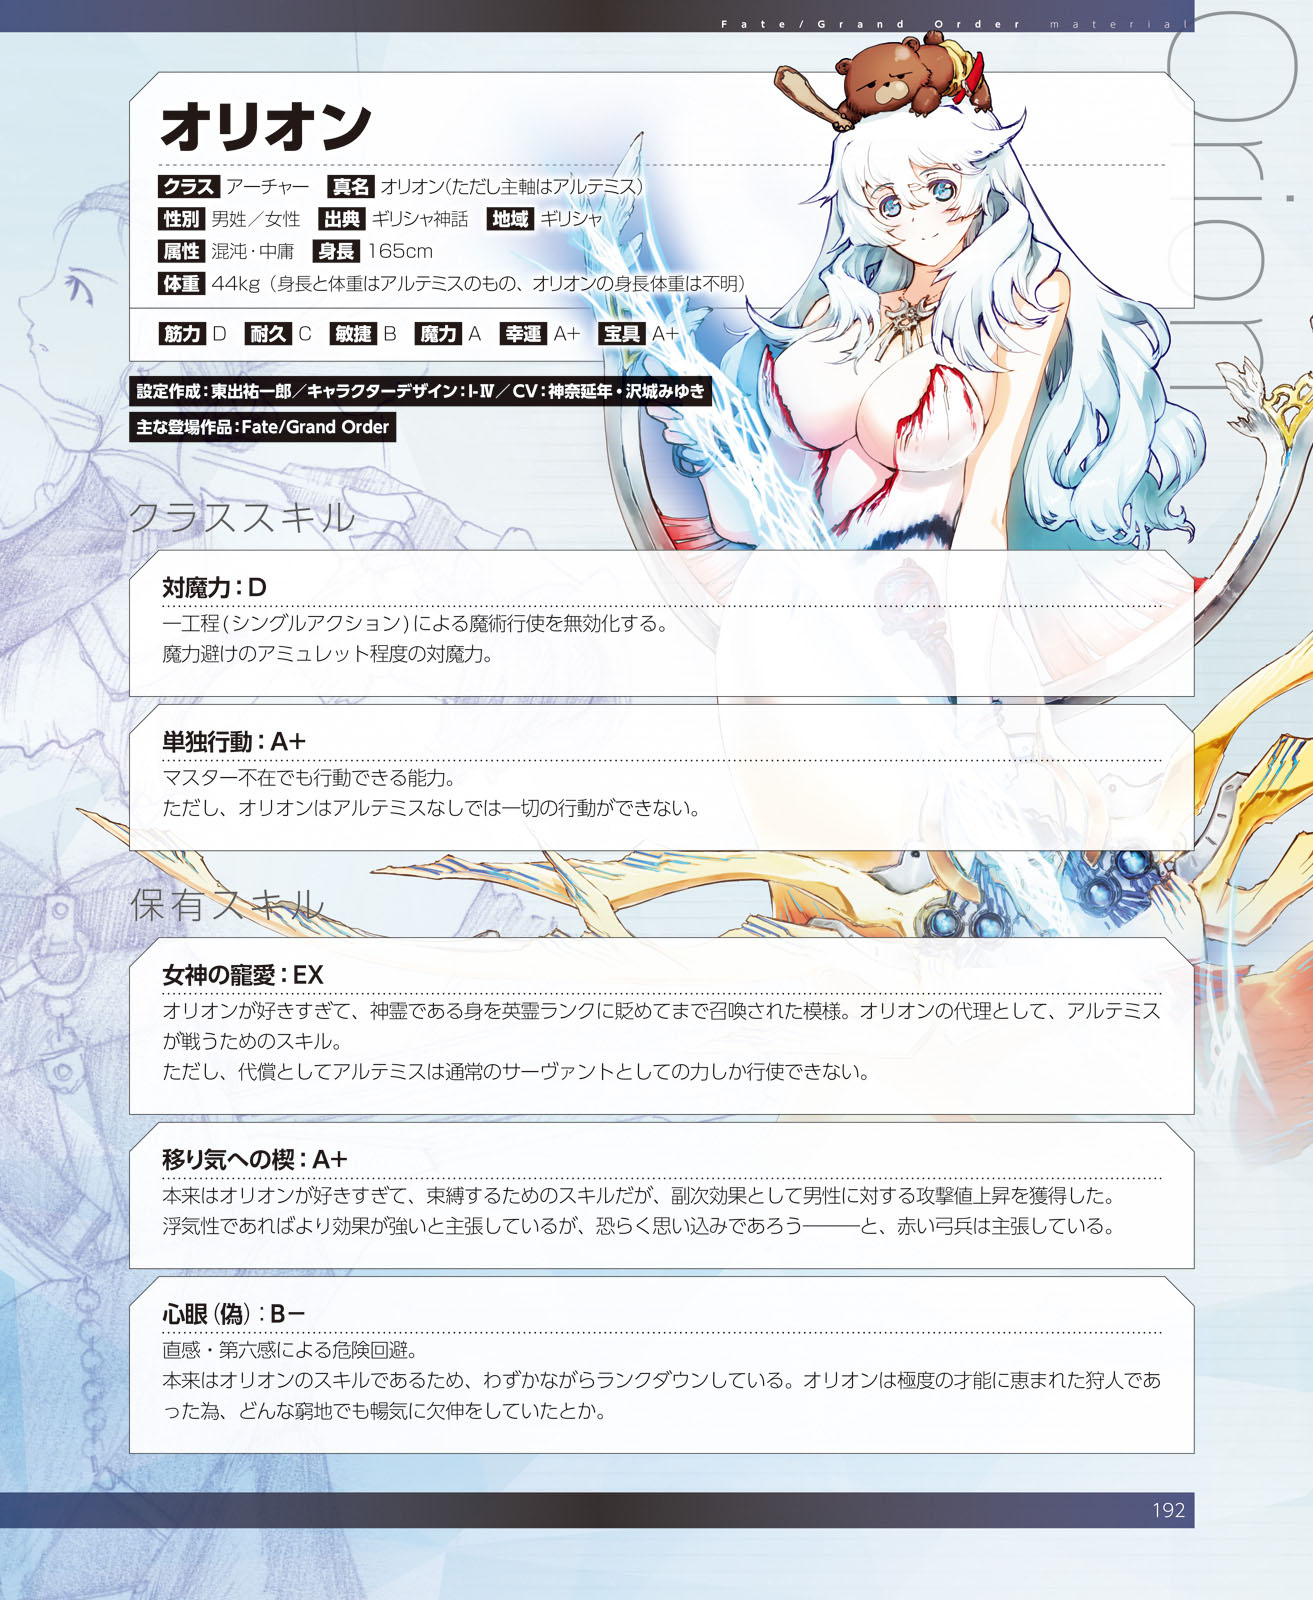 Fate/Grand Order material
Orion
オリオン
クラス アーチャー 真名 オリオン(ただし主軸はアルテミス)
性別 男姓／女性 出典 ギリシャ神話 地域 ギリシャ
属性 混沌・中庸 身長 165cm
体重 44kg（身長と体重はアルテミスのもの、オリオンの身長体重は不明）
筋力 D 耐久 C 敏捷 B 魔力 A 幸運 A+ 宝具 A+
設定作成：東出祐一郎／キャラクターデザイン：I-Ⅳ／CV：神奈延年・沢城みゆき
主な登場作品：Fate/Grand Order
クラススキル
対魔力：D
一工程(シングルアクション)による魔術行使を無効化する。
魔力避けのアミュレット程度の対魔力。
単独行動：A+
マスター不在でも行動できる能力。
ただし、オリオンはアルテミスなしでは一切の行動ができない。
保有スキル
女神の寵愛：EX
オリオンが好きすぎて、神霊である身を英霊ランクに貶めてまで召喚された模様。オリオンの代理として、アルテミス
が戦うためのスキル。
ただし、代償としてアルテミスは通常のサーヴァントとしての力しか行使できない。
移り気への楔：A+
本来はオリオンが好きすぎて、束縛するためのスキルだが、副次効果として男性に対する攻撃値上昇を獲得した。
浮気性であればより効果が強いと主張しているが、恐らく思い込みであろう―――と、赤い弓兵は主張している。
心眼（偽）：B－
直感・第六感による危険回避。
本来はオリオンのスキルであるため、わずかながらランクダウンしている。オリオンは極度の才能に恵まれた狩人であ
った為、どんな窮地でも暢気に欠伸をしていたとか。
192